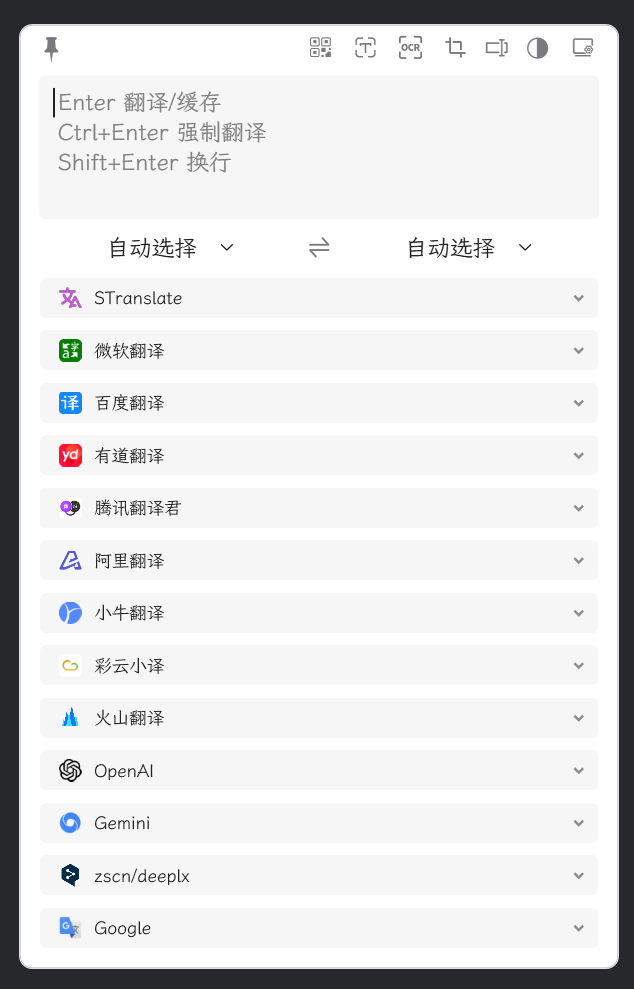 OCR
Enter 翻译/缓存
Ctrl+Enter 强制翻译
Shift+Enter 换行
自动选择
自动选择
STranslate
微软翻译
译 百度翻译
yd 有道翻译
腾讯翻译君
阿里翻译
小牛翻译
彩云小译
火山翻译
OpenAI
Gemini
zscn/deeplx
Google